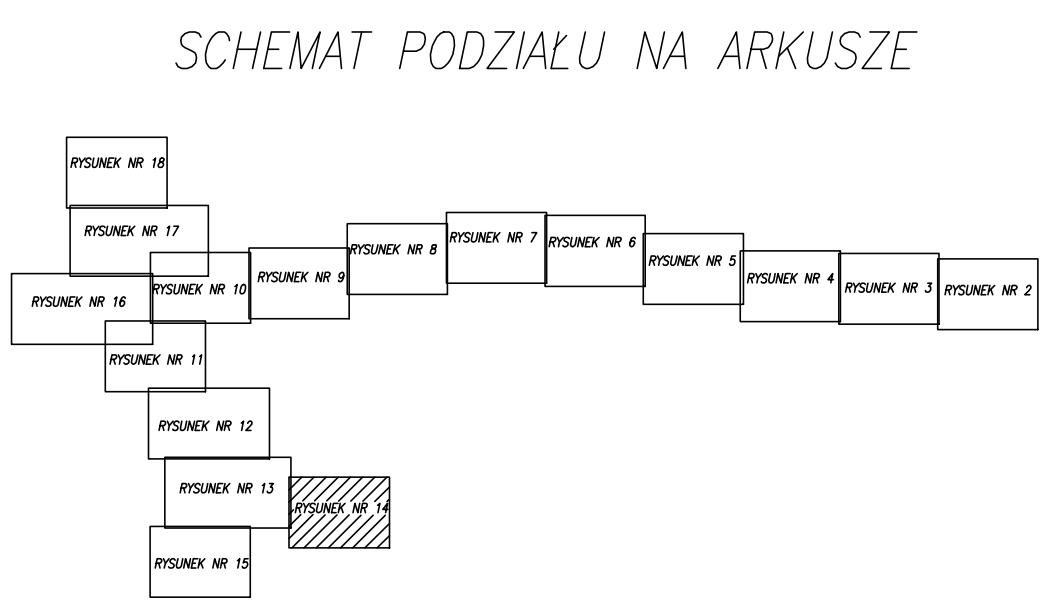 SCHEMAT PODZIAŁU NA ARKUSZE
RYSUNEK NR 18
RYSUNEK NR 17
RYSUNEK NR 7
RYSUNEK NR 6
RYSUNEK NR 8
RYSUNEK NR 5
RYSUNEK NR 9
RYSUNEK NR 4
RYSUNEK NR 10
RYSUNEK NR 3
RYSUNEK NR 2
RYSUNEK NR 16
RYSUNEK NR 11
RYSUNEK NR 12
RYSUNEK NR 13
RYSUNEK NR 14
RYSUNEK NR 15